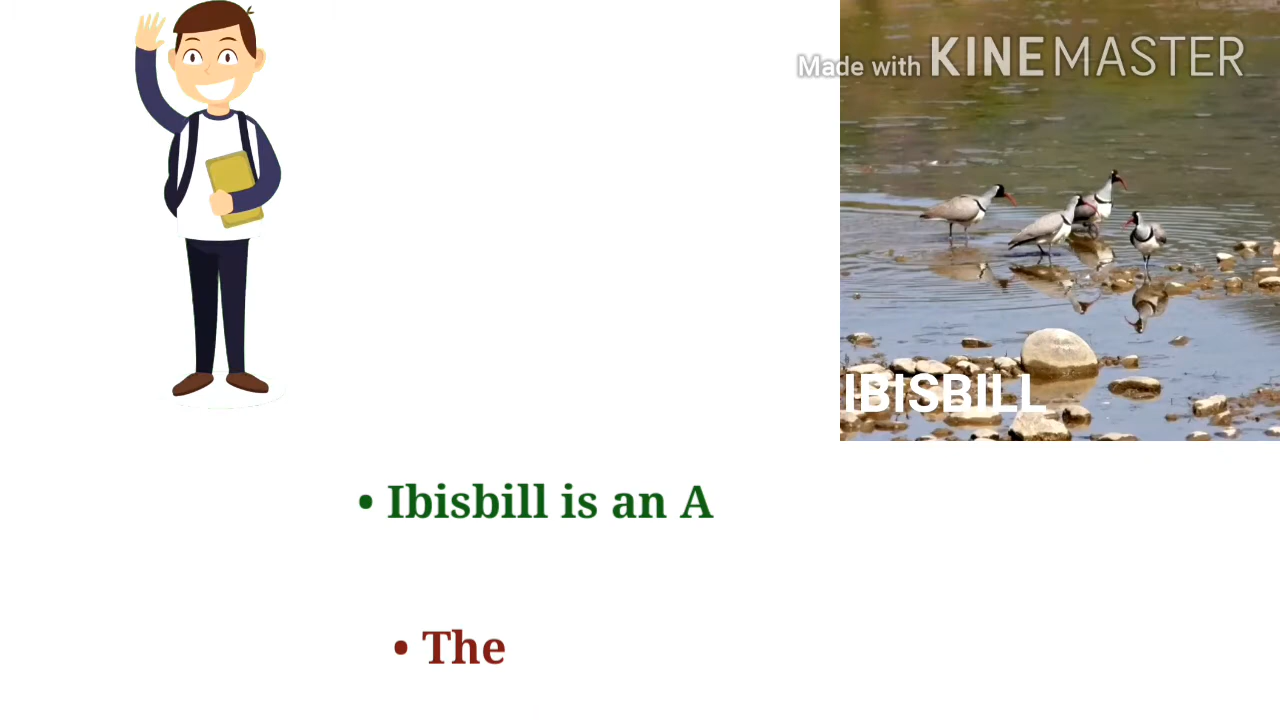 Made with KINEMASTER
IBISBILL
• Ibisbill is an A
• The